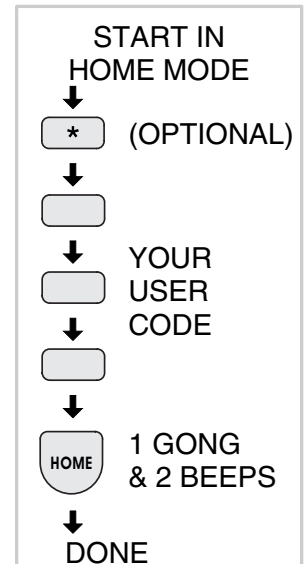 START IN
HOME MODE
* (OPTIONAL)
YOUR
USER
CODE
HOME
1 GONG
& 2 BEEPS
DONE